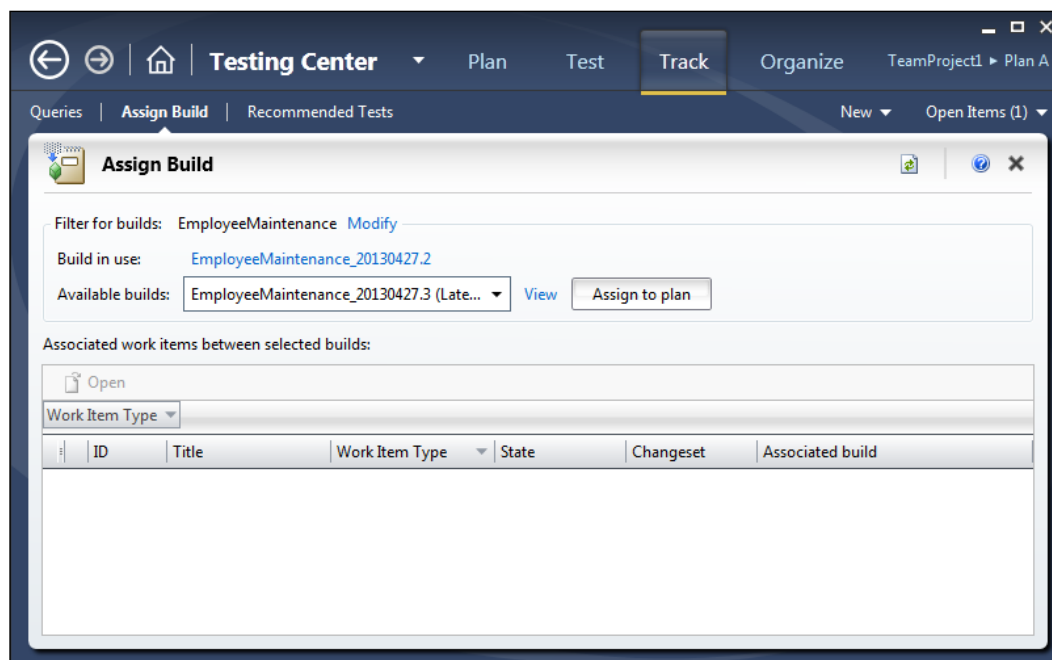 Testing Center Plan Test Track Organize TeamProject1 ▸ Plan A
Queries | Assign Build | Recommended Tests New Open Items (1)
Assign Build
Filter for builds: EmployeeMaintenance Modify
Build in use: EmployeeMaintenance_20130427.2
Available builds: EmployeeMaintenance_20130427.3 (Late... View Assign to plan
Associated work items between selected builds:
Open
Work Item Type
ID Title Work Item Type State Changeset Associated build